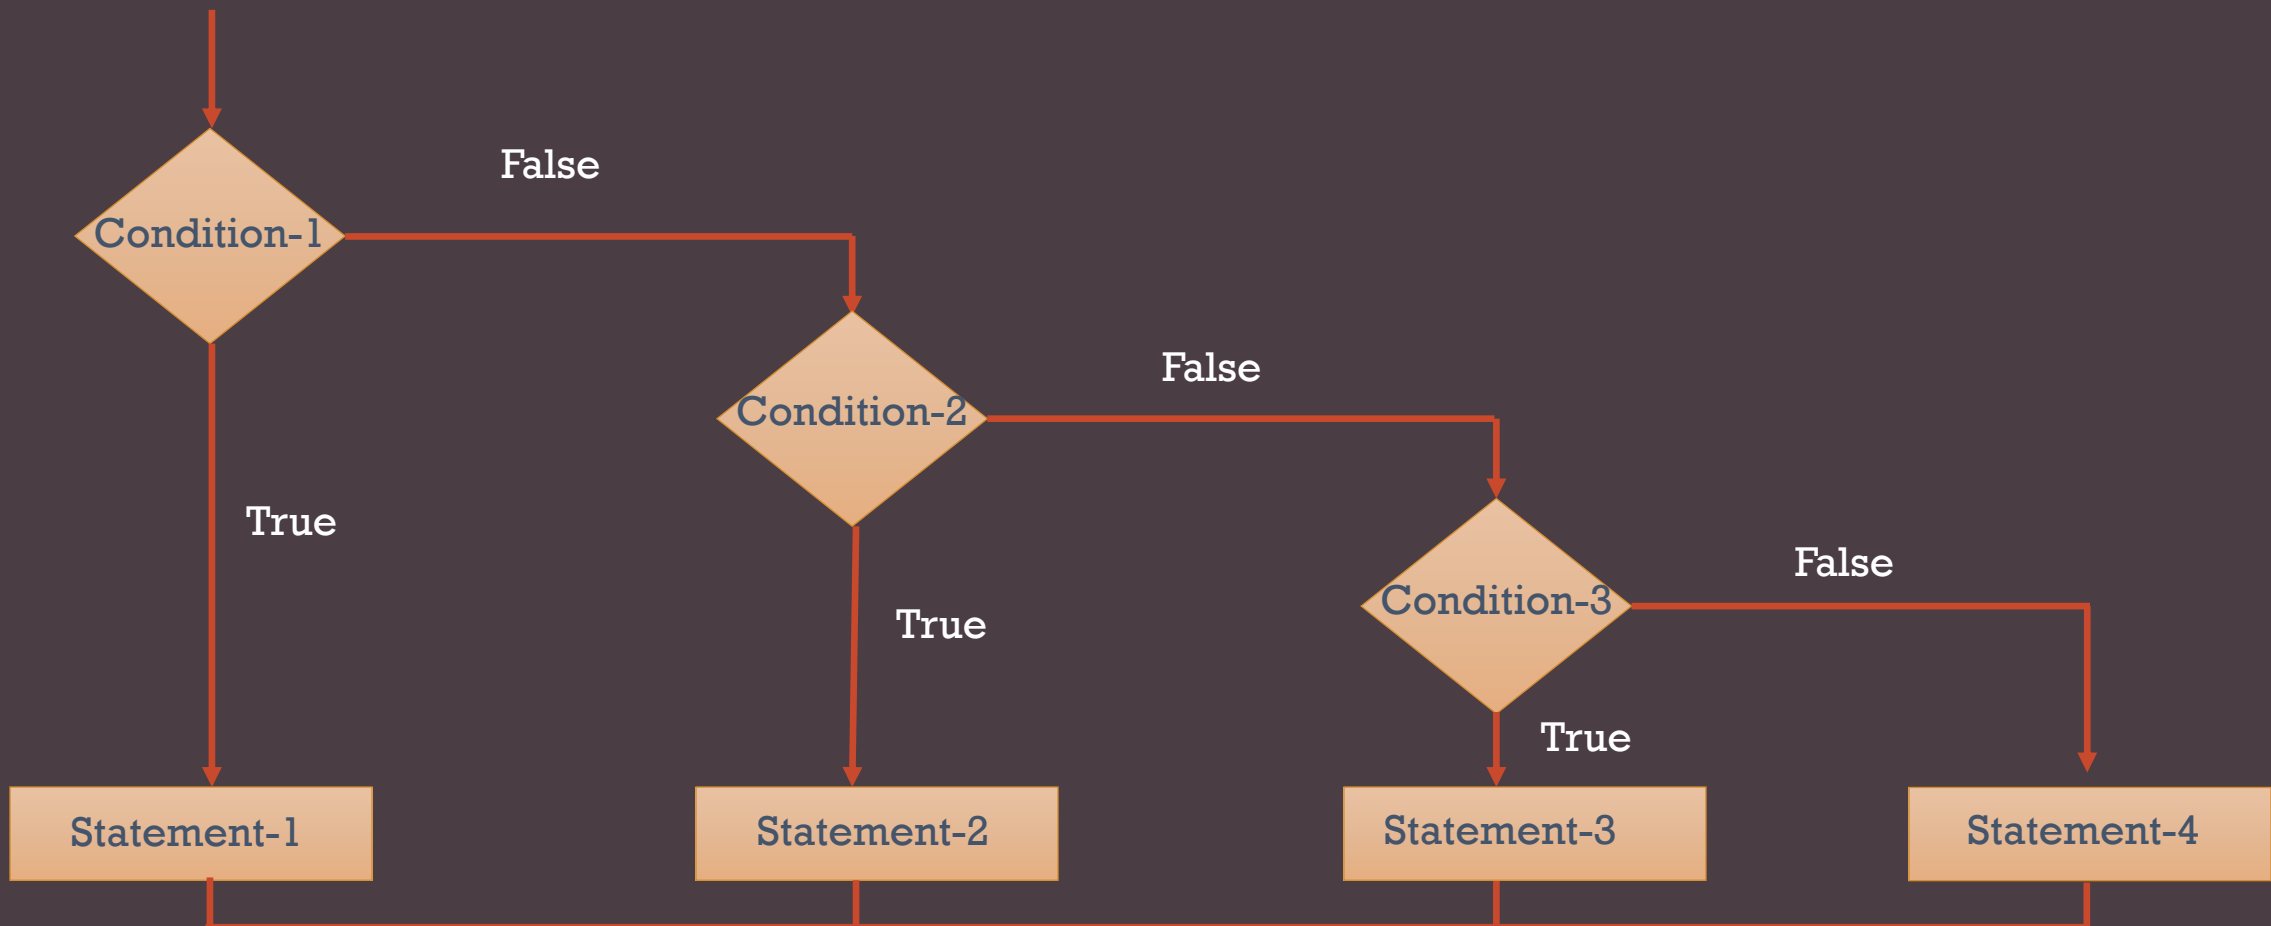 False
Condition-1
False
Condition-2
True
False
Condition-3
True
True
Statement-1
Statement-2
Statement-3
Statement-4